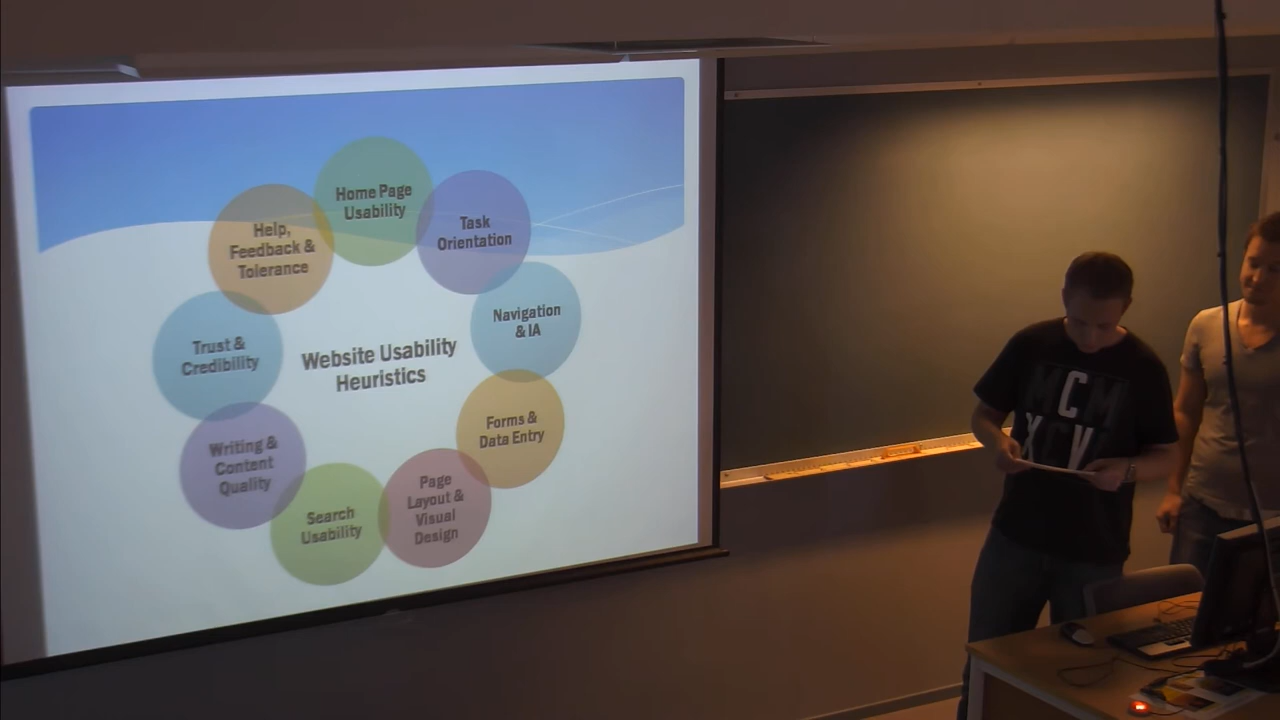 Home Page
Usability
Task
Orientation
Navigation
& IA
Forms &
Data Entry
Page
Layout &
Visual
Design
Search
Usability
Writing &
Content
Quality
Trust &
Credibility
Help,
Feedback &
Tolerance
Website Usability
Heuristics
MCM
XCV